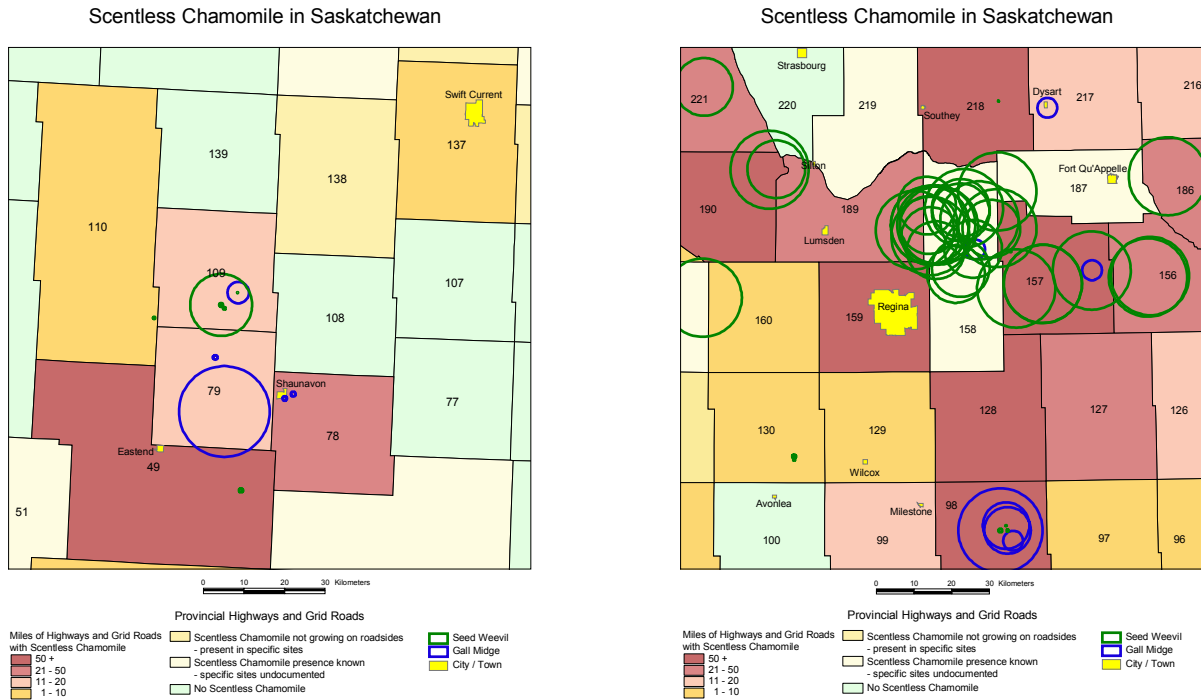 Scentless Chamomile in Saskatchewan
Swift Current
137
139
138
110
109
107
108
79
Shaunavon
77
78
Eastend
49
51
0 10 20 30 Kilometers
Provincial Highways and Grid Roads
Miles of Highways and Grid Roads
with Scentless Chamomile
50 +
21 - 50
11 - 20
1 - 10
Scentless Chamomile not growing on roadsides
- present in specific sites
Scentless Chamomile presence known
- specific sites undocumented
No Scentless Chamomile
Seed Weevil
Gall Midge
City / Town
Scentless Chamomile in Saskatchewan
Strasbourg
221
220
219
218
Southey
Dysart
217
216
Silton
Fort Qu'Appelle
187
186
190
189
Lumsden
157
156
Regina
160
159
158
128
127
126
130
129
Wilcox
Avonlea
Milestone
98
100
99
97
96
0 10 20 30 Kilometers
Provincial Highways and Grid Roads
Miles of Highways and Grid Roads
with Scentless Chamomile
50 +
21 - 50
11 - 20
1 - 10
Scentless Chamomile not growing on roadsides
- present in specific sites
Scentless Chamomile presence known
- specific sites undocumented
No Scentless Chamomile
Seed Weevil
Gall Midge
City / Town